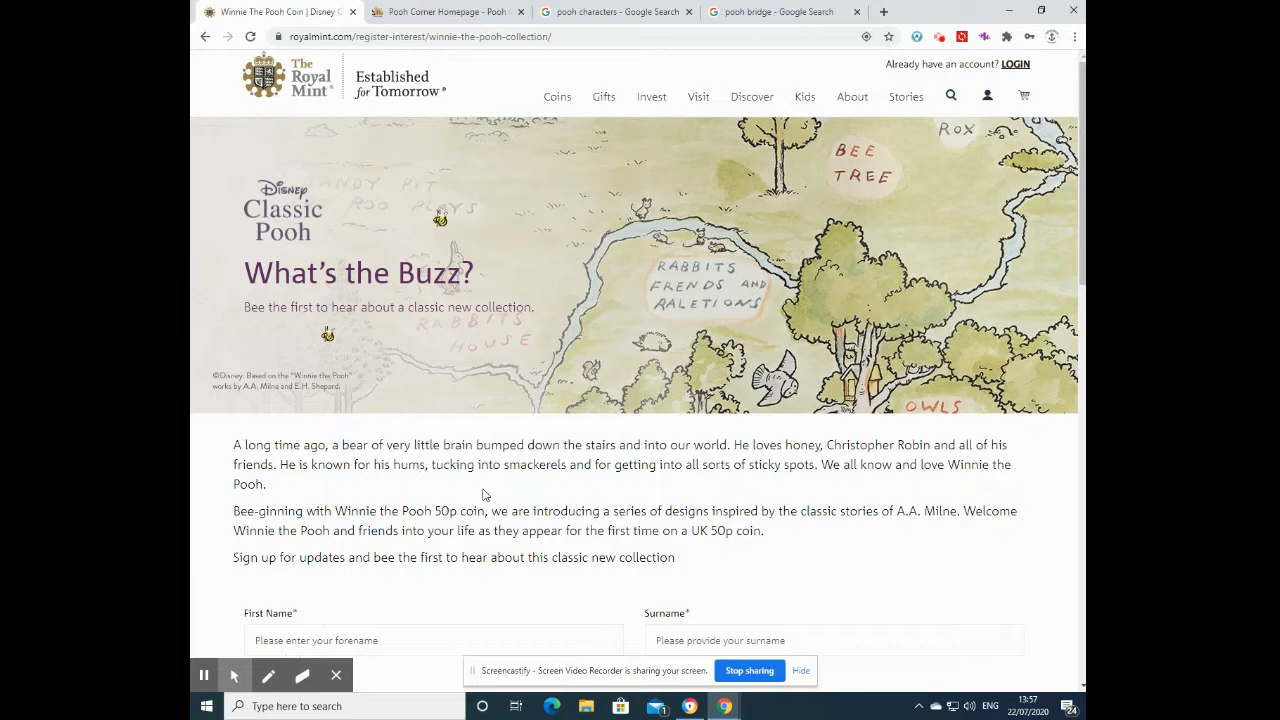 Winnie The Pooh Coin | Disney C
Pooh Corner Homepage - Pooh
pooh characters - Google Search
pooh bridge - Google Search
royalmint.com/register-interest/winnie-the-pooh-collection/
Already have an account? LOGIN
The Royal Mint®
Established for Tomorrow®
Coins Gifts Invest Visit Discover Kids About Stories
ROX
BEE
TREE
SANDY PIT
ROO PLAYS
Disney
Classic
Pooh
What's the Buzz?
Bee the first to hear about a classic new collection.
RABBITS
FRENDS AND
RALETIONS
RABBITS
HOUSE
©Disney. Based on the "Winnie the Pooh"
works by A.A. Milne and E.H. Shepard.
OWLS
A long time ago, a bear of very little brain bumped down the stairs and into our world. He loves honey, Christopher Robin and all of his
friends. He is known for his hums, tucking into smackerels and for getting into all sorts of sticky spots. We all know and love Winnie the
Pooh.
Bee-ginning with Winnie the Pooh 50p coin, we are introducing a series of designs inspired by the classic stories of A.A. Milne. Welcome
Winnie the Pooh and friends into your life as they appear for the first time on a UK 50p coin.
Sign up for updates and bee the first to hear about this classic new collection
First Name* Surname*
Please enter your forename Please provide your surname
Screencastify - Screen Video Recorder is sharing your screen. Stop sharing Hide
Type here to search
ENG
13:57
22/07/2020
24